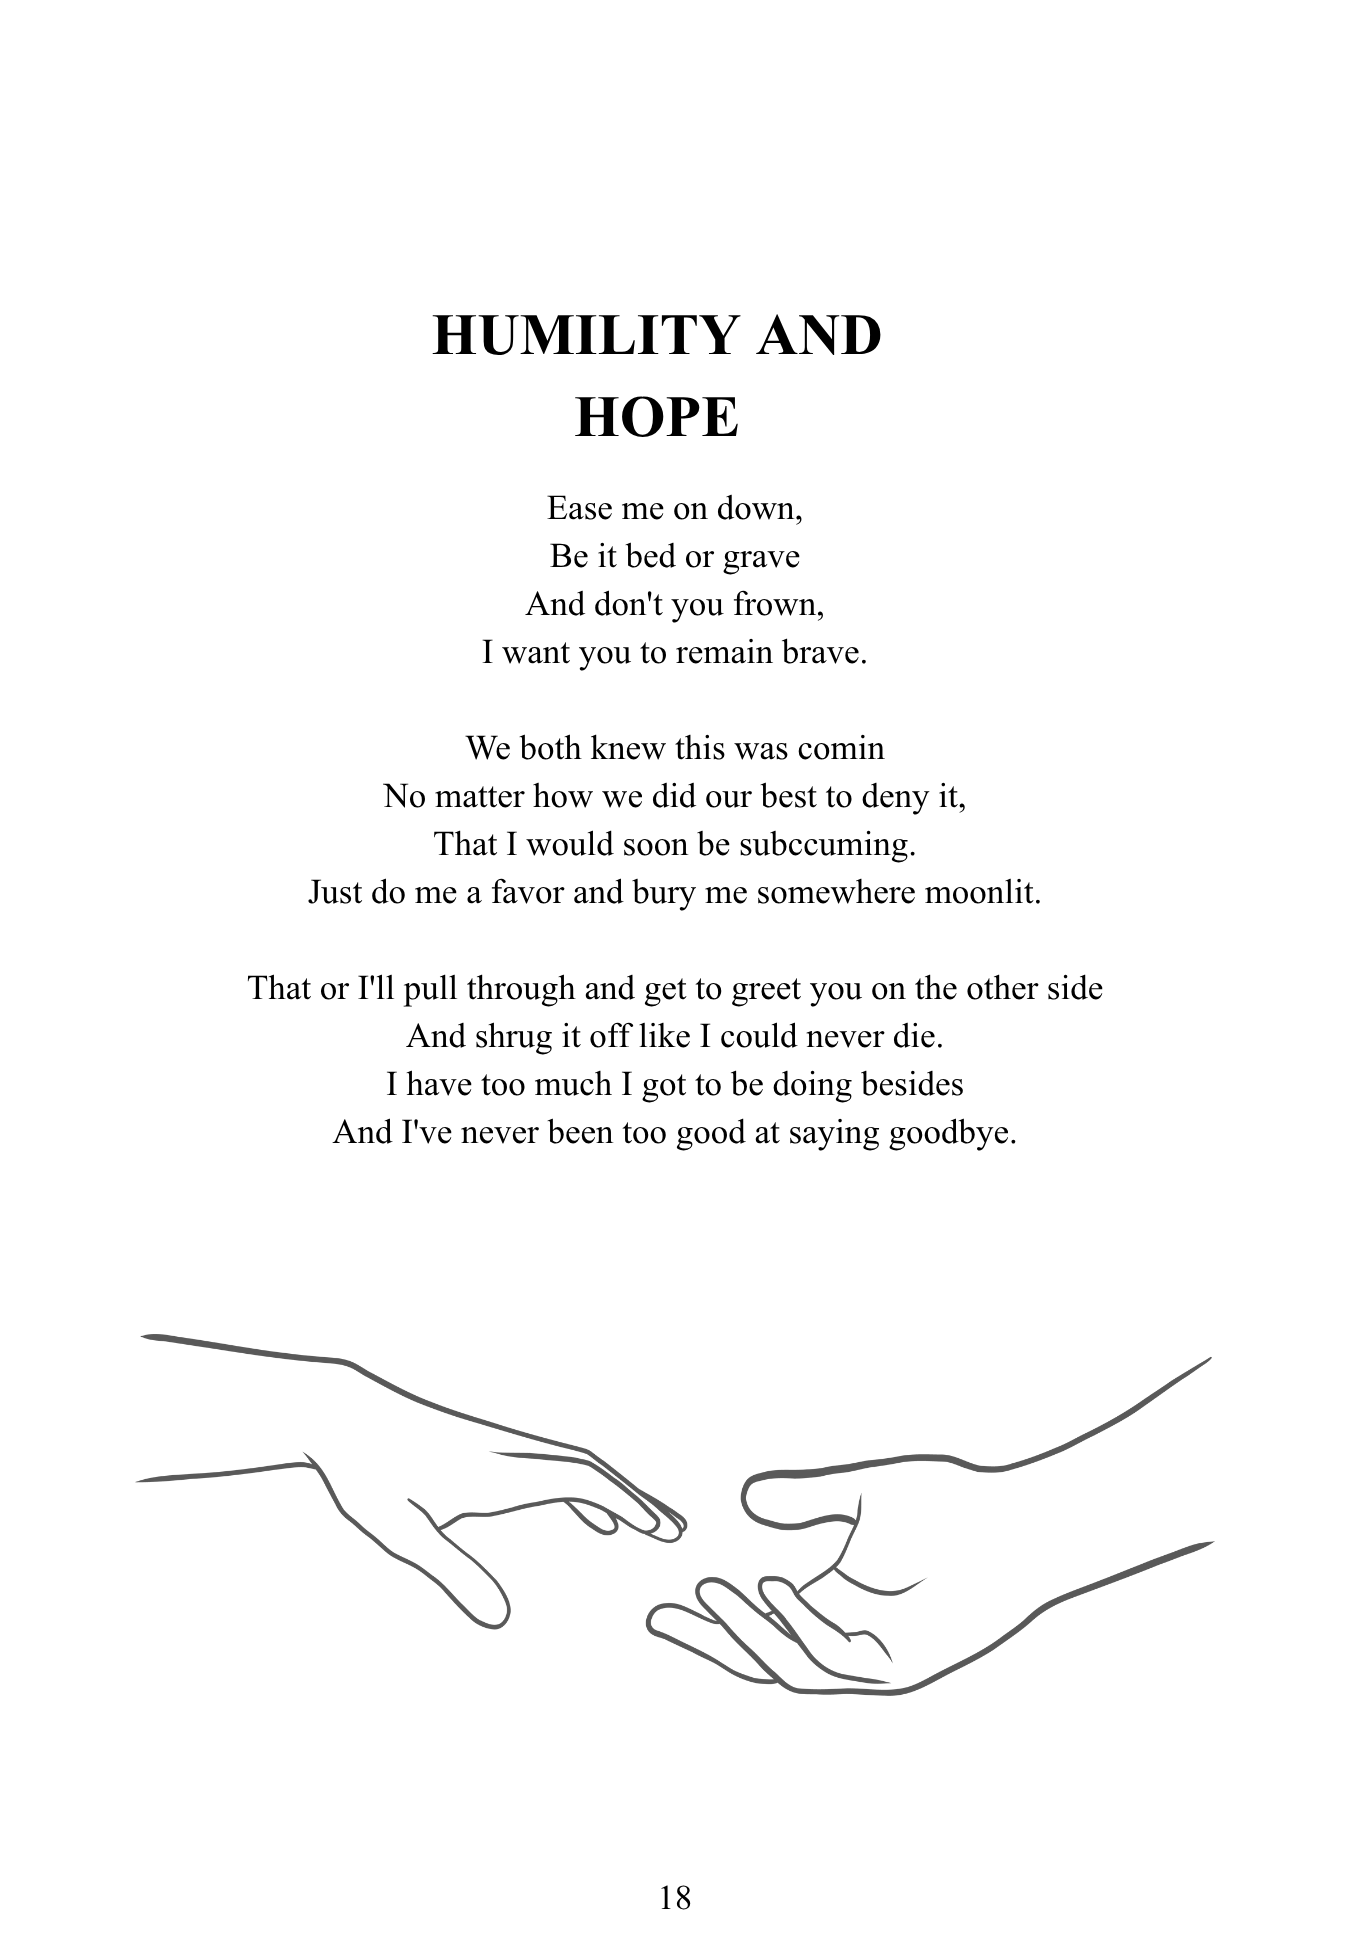 HUMILITY AND
HOPE
Ease me on down,
Be it bed or grave
And don't you frown,
I want you to remain brave.
We both knew this was comin
No matter how we did our best to deny it,
That I would soon be subccuming.
Just do me a favor and bury me somewhere moonlit.
That or I'll pull through and get to greet you on the other side
And shrug it off like I could never die.
I have too much I got to be doing besides
And I've never been too good at saying goodbye.
18